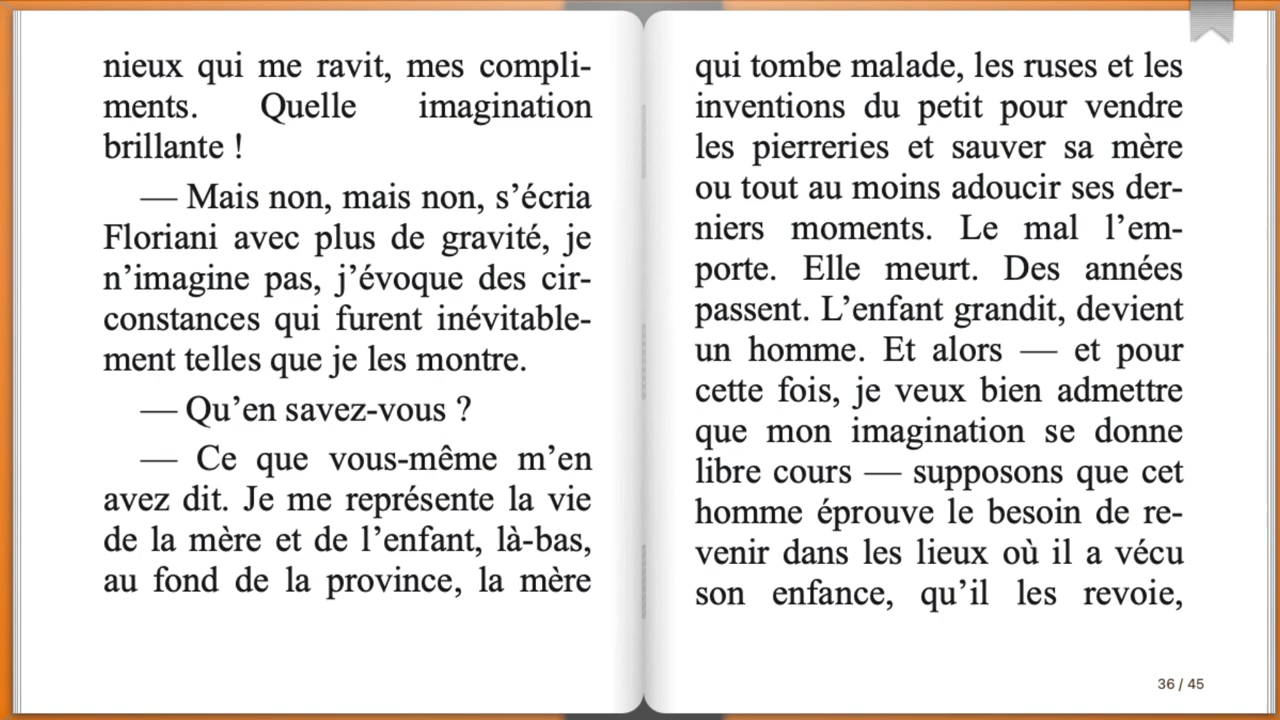 nieux qui me ravit, mes compli-
ments. Quelle imagination
brillante !
— Mais non, mais non, s’écria
Floriani avec plus de gravité, je
n’imagine pas, j’évoque des cir-
constances qui furent inévitable-
ment telles que je les montre.
— Qu’en savez-vous ?
— Ce que vous-même m’en
avez dit. Je me représente la vie
de la mère et de l’enfant, là-bas,
au fond de la province, la mère
qui tombe malade, les ruses et les
inventions du petit pour vendre
les pierreries et sauver sa mère
ou tout au moins adoucir ses der-
niers moments. Le mal l’em-
porte. Elle meurt. Des années
passent. L’enfant grandit, devient
un homme. Et alors — et pour
cette fois, je veux bien admettre
que mon imagination se donne
libre cours — supposons que cet
homme éprouve le besoin de re-
venir dans les lieux où il a vécu
son enfance, qu’il les revoie,
36 / 45